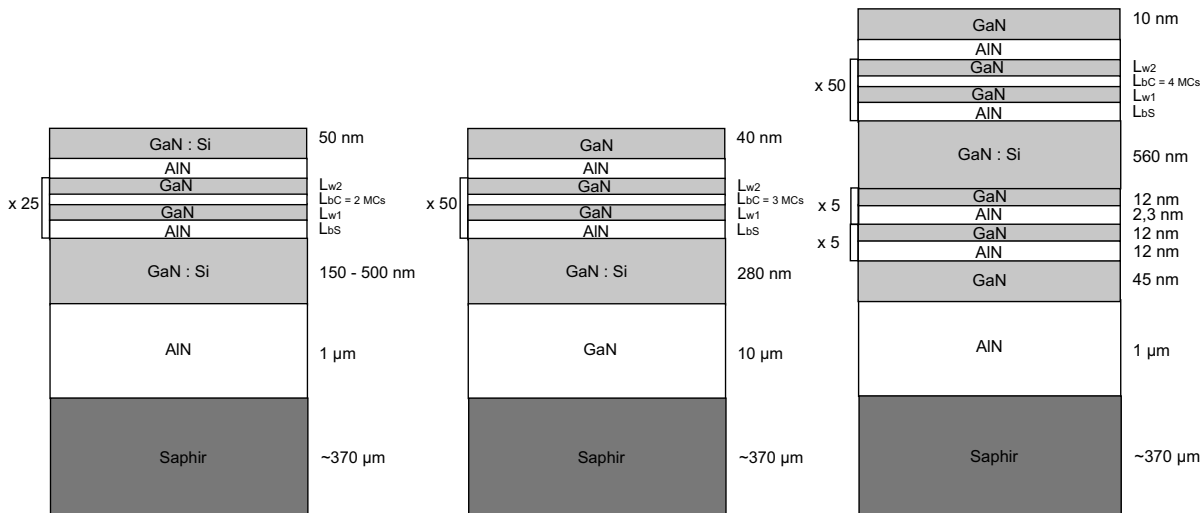 GaN : Si 50 nm
AlN
GaN Lw2
x 25 LbC = 2 MCs
GaN Lw1
AlN LbS
GaN : Si 150 - 500 nm
AlN 1 µm
Saphir ~370 µm
GaN 40 nm
AlN
GaN Lw2
x 50 LbC = 3 MCs
GaN Lw1
AlN LbS
GaN : Si 280 nm
GaN 10 µm
Saphir ~370 µm
GaN 10 nm
AlN
GaN Lw2
x 50 LbC = 4 MCs
GaN Lw1
AlN LbS
GaN : Si 560 nm
GaN 12 nm
x 5 AlN 2,3 nm
GaN 12 nm
x 5 AlN 12 nm
GaN 45 nm
AlN 1 µm
Saphir ~370 µm